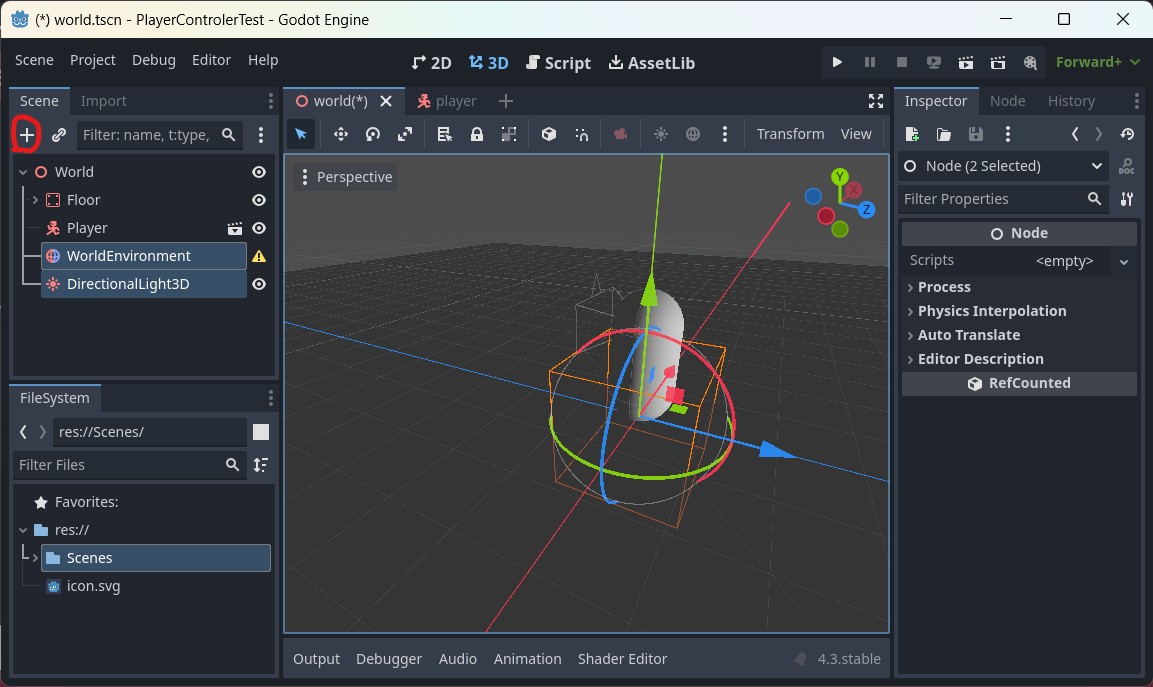 (*) world.tscn - PlayerControlerTest - Godot Engine
Scene Project Debug Editor Help
2D 3D Script AssetLib
Forward+
Scene Import
world(*) player
Inspector Node History
Filter: name, t:type,
Transform View
World
Floor
Player
WorldEnvironment
DirectionalLight3D
Perspective
Y
X
Z
Node (2 Selected)
DOC
Filter Properties
Node
Scripts <empty>
Process
Physics Interpolation
Auto Translate
Editor Description
RefCounted
FileSystem
res://Scenes/
Filter Files
Favorites:
res://
Scenes
icon.svg
Output Debugger Audio Animation Shader Editor 4.3.stable